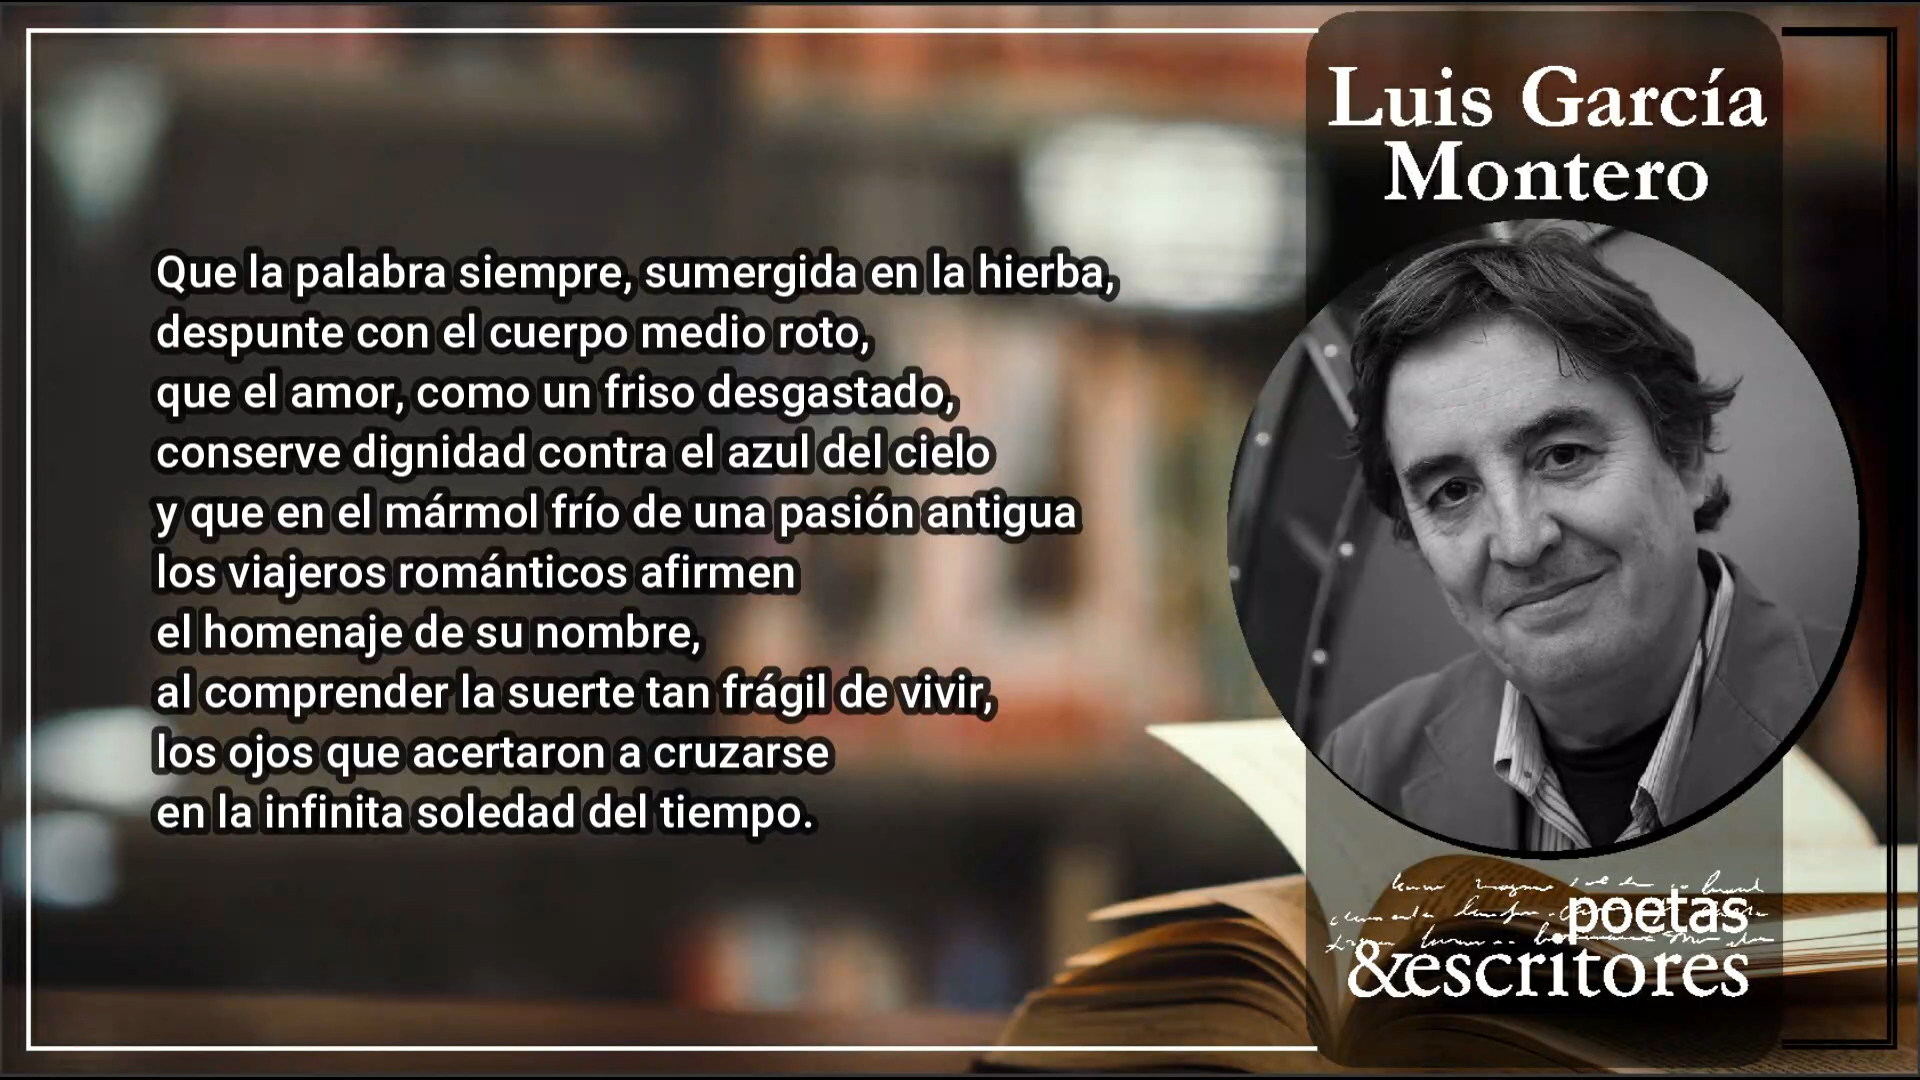 Luis García
Montero
Que la palabra siempre, sumergida en la hierba,
despunte con el cuerpo medio roto,
que el amor, como un friso desgastado,
conserve dignidad contra el azul del cielo
y que en el mármol frío de una pasión antigua
los viajeros románticos afirmen
el homenaje de su nombre,
al comprender la suerte tan frágil de vivir,
los ojos que acertaron a cruzarse
en la infinita soledad del tiempo.
poetas
&escritores